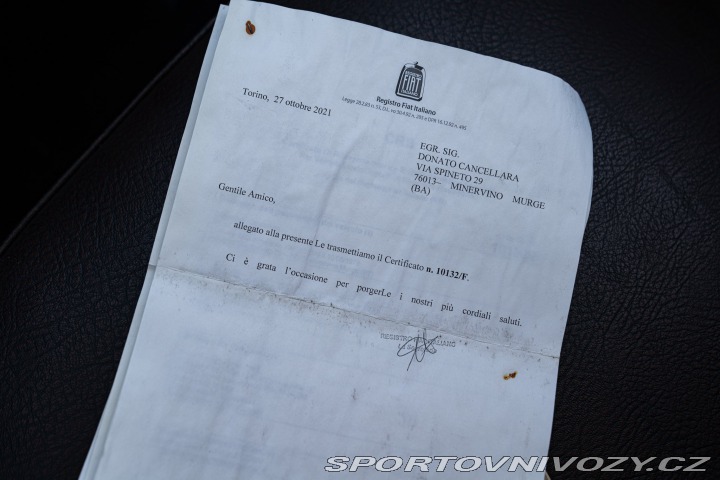 FIAT
Registro Fiat Italiano
Torino, 27 ottobre 2021
EGR. SIG.
DONATO CANCELLARA
VIA SPINETO 29
76013– MINERVINO MURGE
(BA)
Gentile Amico,
allegato alla presente Le trasmettiamo il Certificato n. 10132/F.
Ci è grata l'occasione per porgerLe i nostri più cordiali saluti.
SPORTOVNIVOZY.CZ